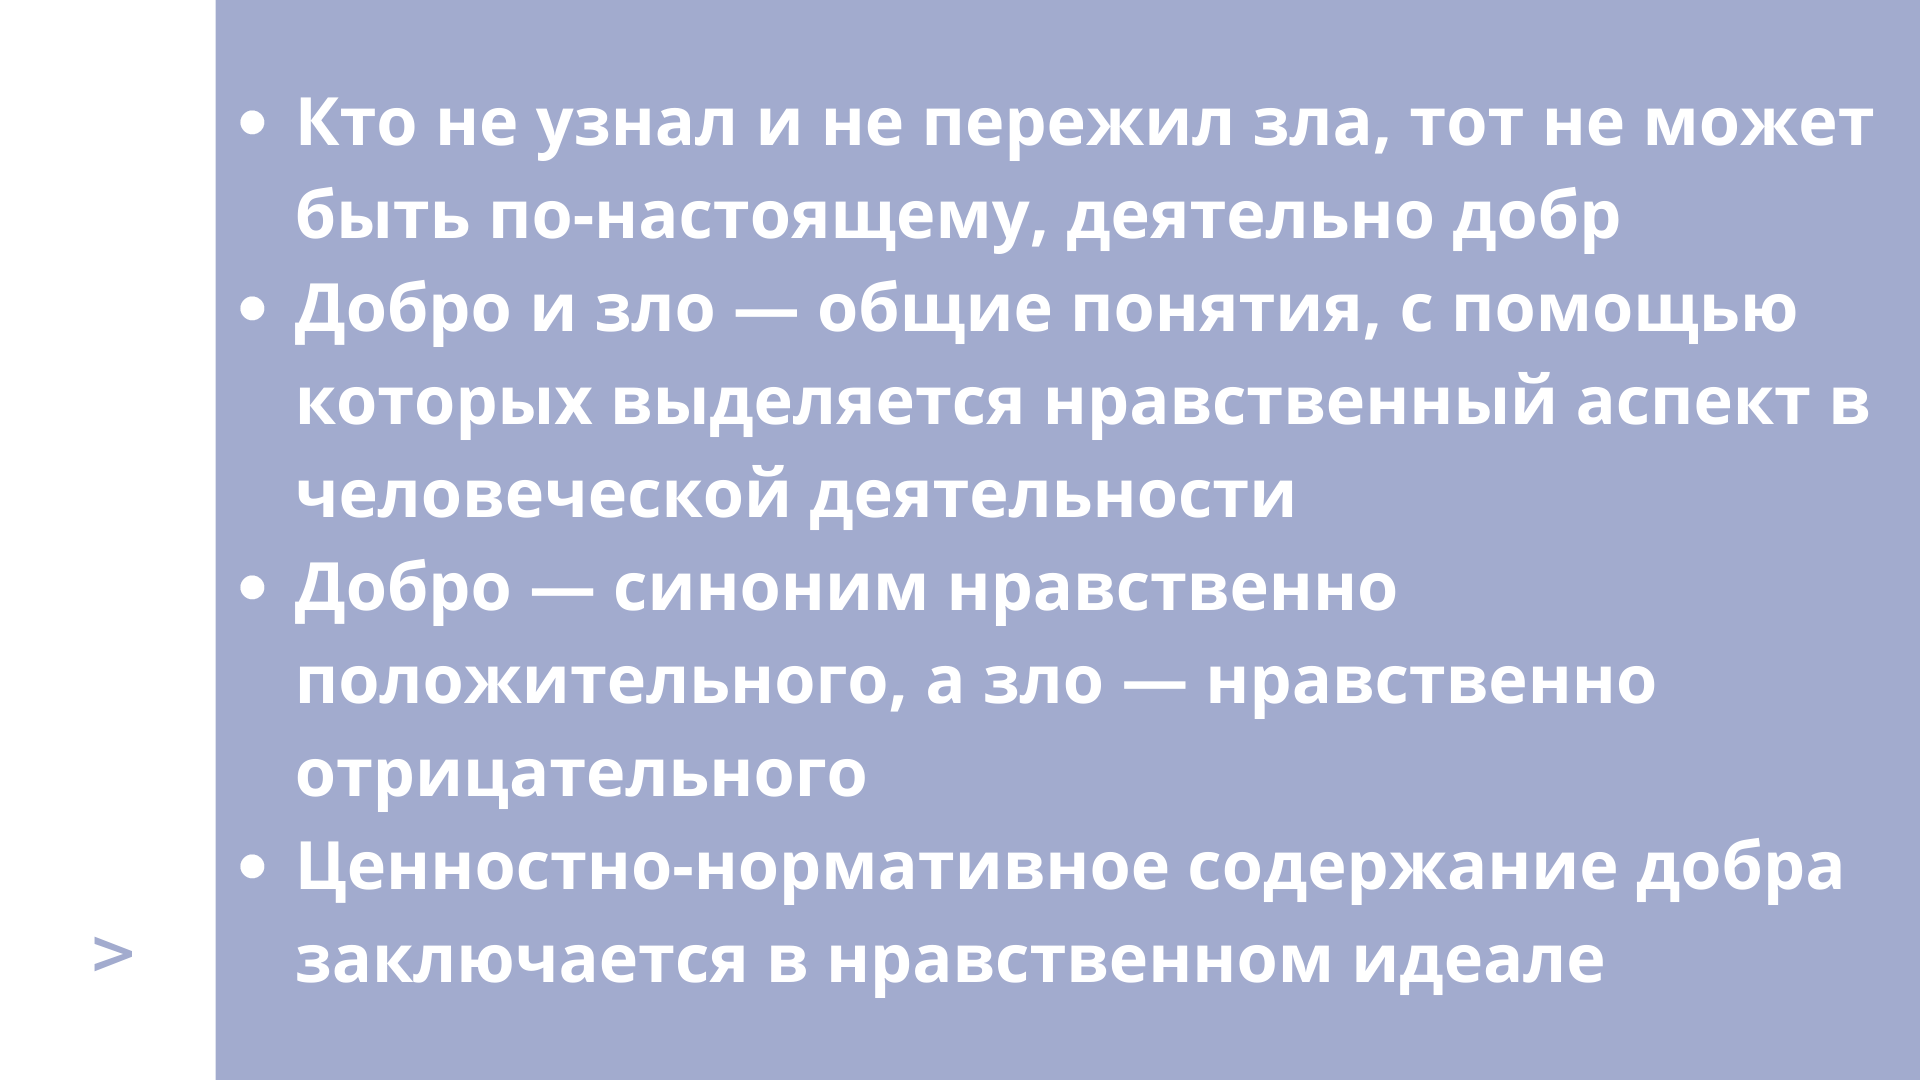 • Кто не узнал и не пережил зла, тот не может
быть по-настоящему, деятельно добр
• Добро и зло — общие понятия, с помощью
которых выделяется нравственный аспект в
человеческой деятельности
• Добро — синоним нравственно
положительного, а зло — нравственно
отрицательного
• Ценностно-нормативное содержание добра
заключается в нравственном идеале
>